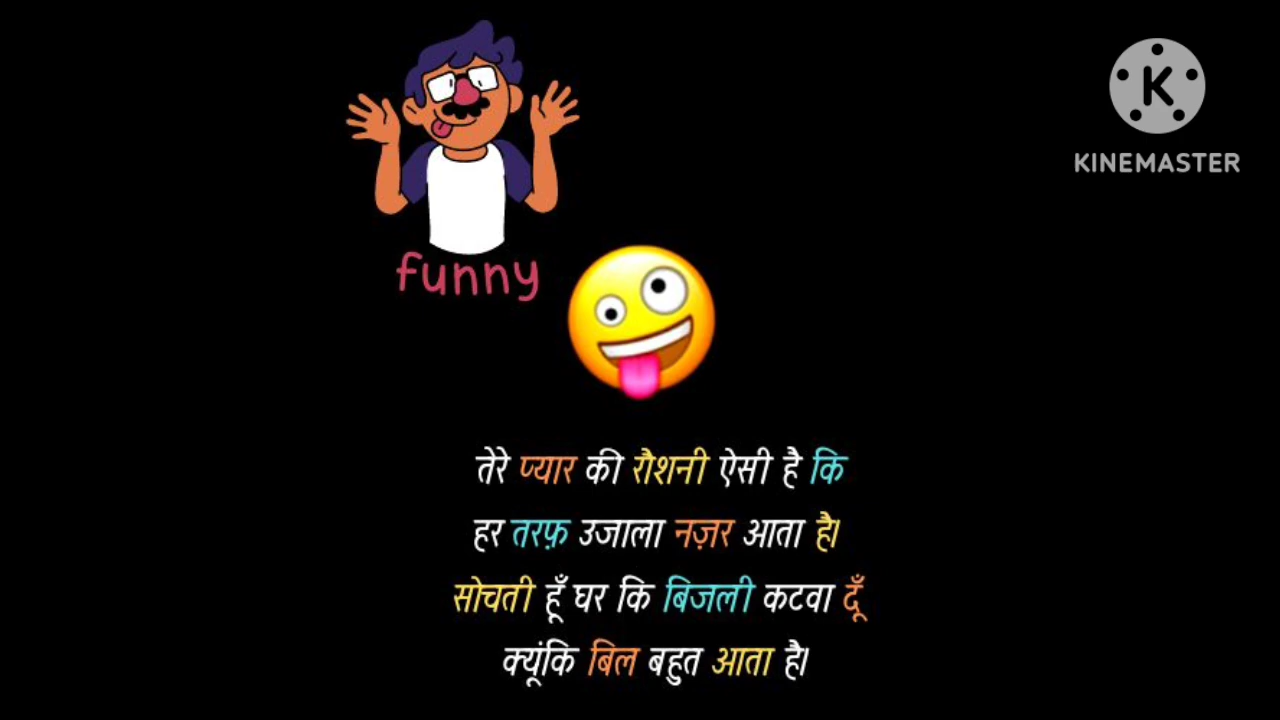 KINEMASTER
funny
तेरे प्यार की रौशनी ऐसी है कि
हर तरफ़ उजाला नज़र आता है।
सोचती हूँ घर कि बिजली कटवा दूँ
क्यूंकि बिल बहुत आता है।